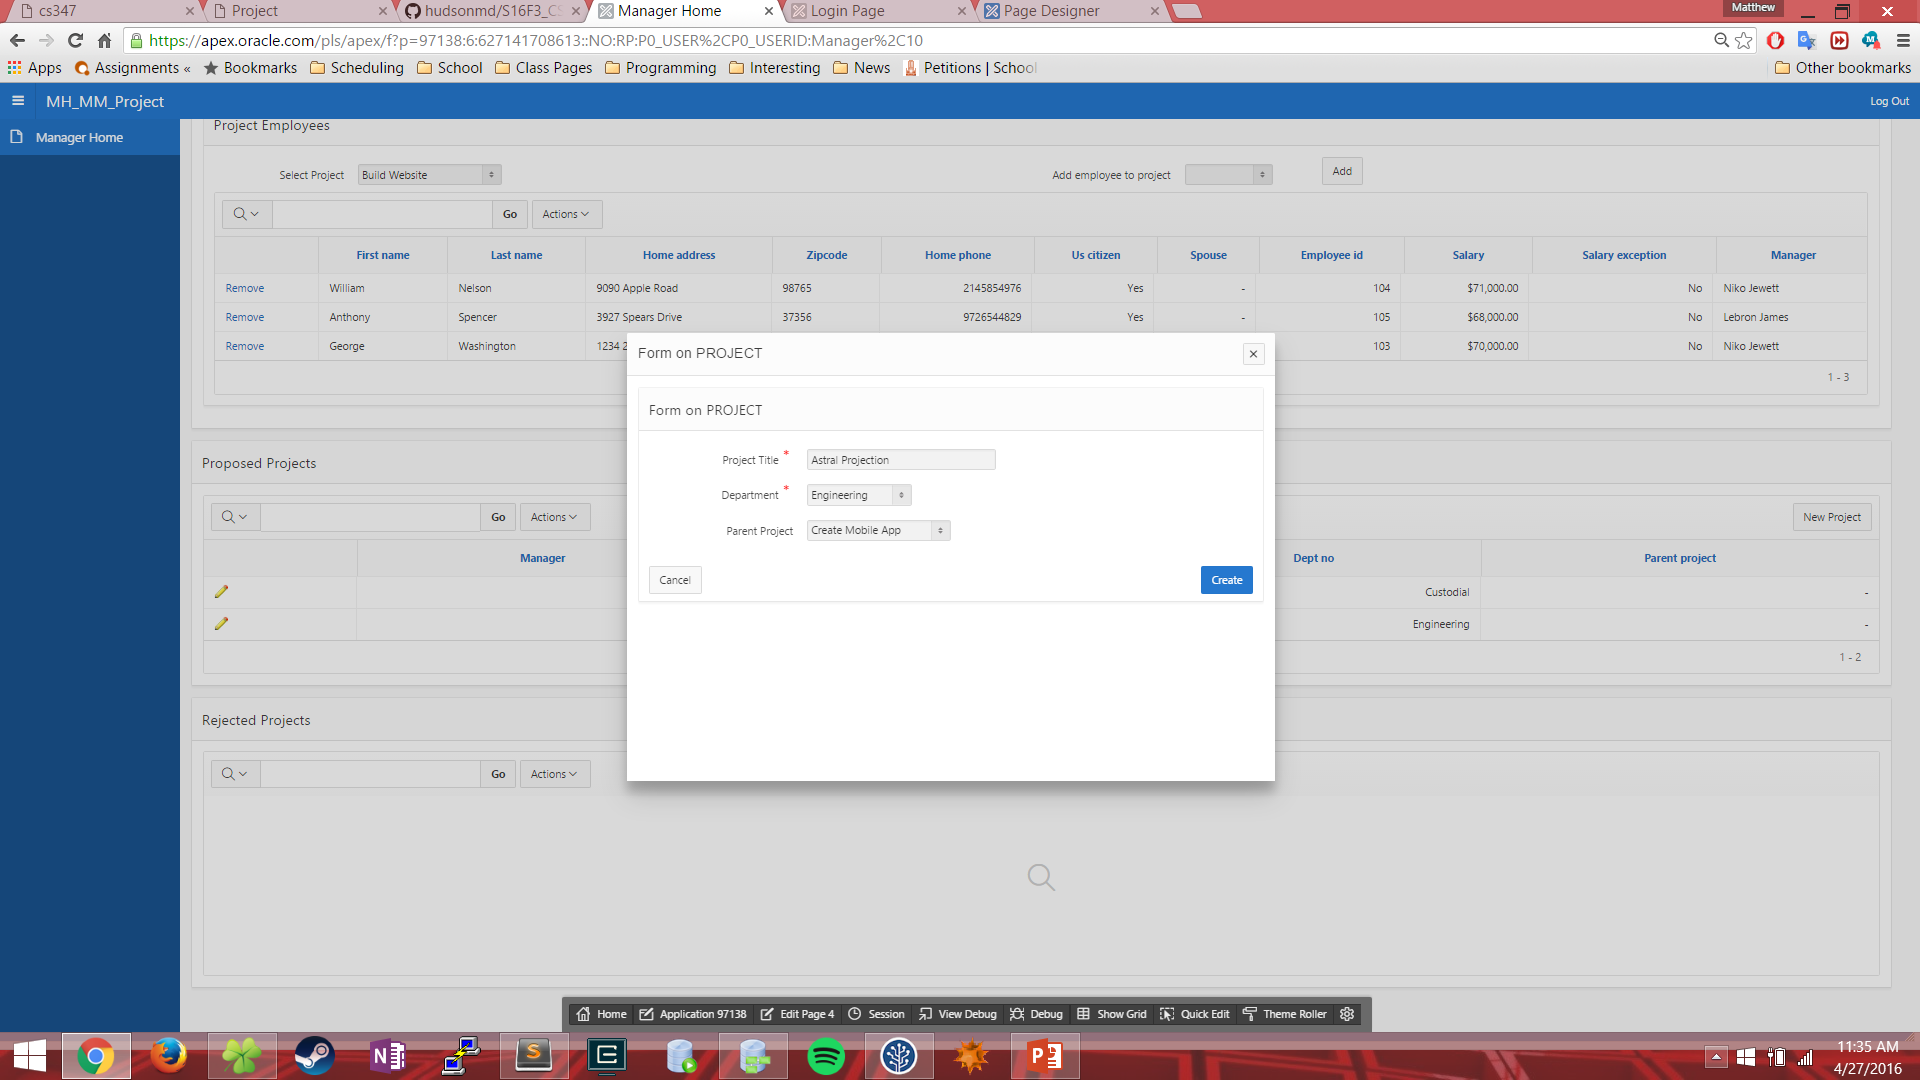 cs347
Project
hudsonmd/S16F3_CS
Manager Home
Login Page
Page Designer
Matthew
https://apex.oracle.com/pls/apex/f?p=97138:6:627141708613::NO:RP:P0_USER%2CP0_USERID:Manager%2C10
Apps
Assignments «
Bookmarks
Scheduling
School
Class Pages
Programming
Interesting
News
Petitions | School
Other bookmarks
MH_MM_Project
Log Out
Manager Home
Project Employees
Select Project Build Website
Add employee to project
Add
Go
Actions
First name Last name Home address Zipcode Home phone Us citizen Spouse Employee id Salary Salary exception Manager
Remove William Nelson 9090 Apple Road 98765 2145854976 Yes - 104 $71,000.00 No Niko Jewett
Remove Anthony Spencer 3927 Spears Drive 37356 9726544829 Yes - 105 $68,000.00 No Lebron James
Remove George Washington 1234 2 103 $70,000.00 No Niko Jewett
1 - 3
Form on PROJECT
Form on PROJECT
Project Title * Astral Projection
Department * Engineering
Parent Project Create Mobile App
Cancel
Create
Proposed Projects
Go
Actions
New Project
Manager Dept no Parent project
Custodial -
Engineering -
1 - 2
Rejected Projects
Go
Actions
Home
Application 97138
Edit Page 4
Session
View Debug
Debug
Show Grid
Quick Edit
Theme Roller
11:35 AM
4/27/2016